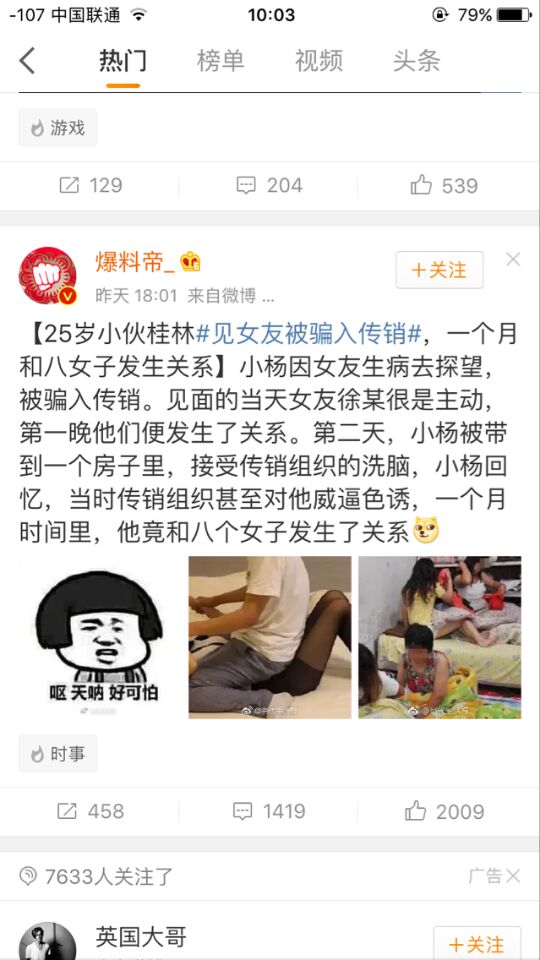 -107 中国联通 10:03 79%
热门 榜单 视频 头条
游戏
129 204 539
爆料帝_
+关注
昨天 18:01 来自微博 ...
【25岁小伙桂林#见女友被骗入传销#，一个月
和八女子发生关系】小杨因女友生病去探望，
被骗入传销。见面的当天女友徐某很是主动，
第一晚他们便发生了关系。第二天，小杨被带
到一个房子里，接受传销组织的洗脑，小杨回
忆，当时传销组织甚至对他威逼色诱，一个月
时间里，他竟和八个女子发生了关系
呕 天呐 好可怕
时事
458 1419 2009
7633人关注了 广告
英国大哥
+关注